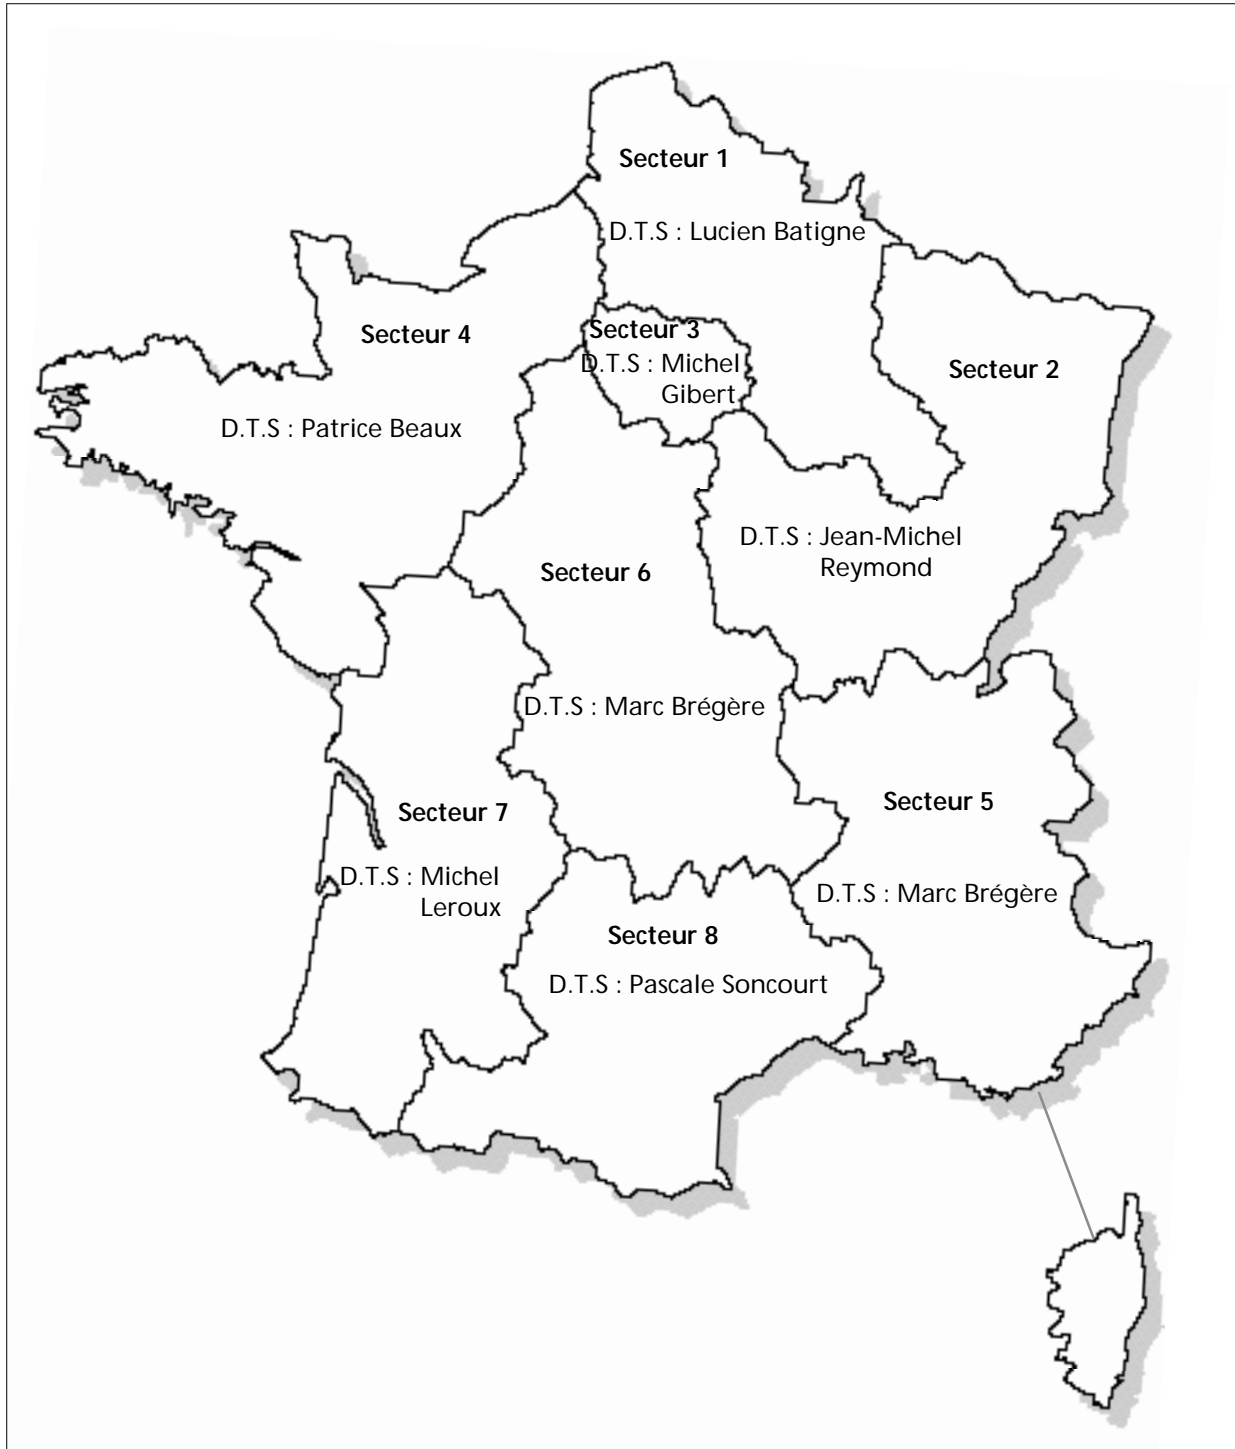 Secteur 1
D.T.S : Lucien Batigne
Secteur 4
D.T.S : Patrice Beaux
Secteur 3
D.T.S : Michel
Gibert
Secteur 2
D.T.S : Jean-Michel
Reymond
Secteur 6
D.T.S : Marc Brégère
Secteur 7
D.T.S : Michel
Leroux
Secteur 5
D.T.S : Marc Brégère
Secteur 8
D.T.S : Pascale Soncourt